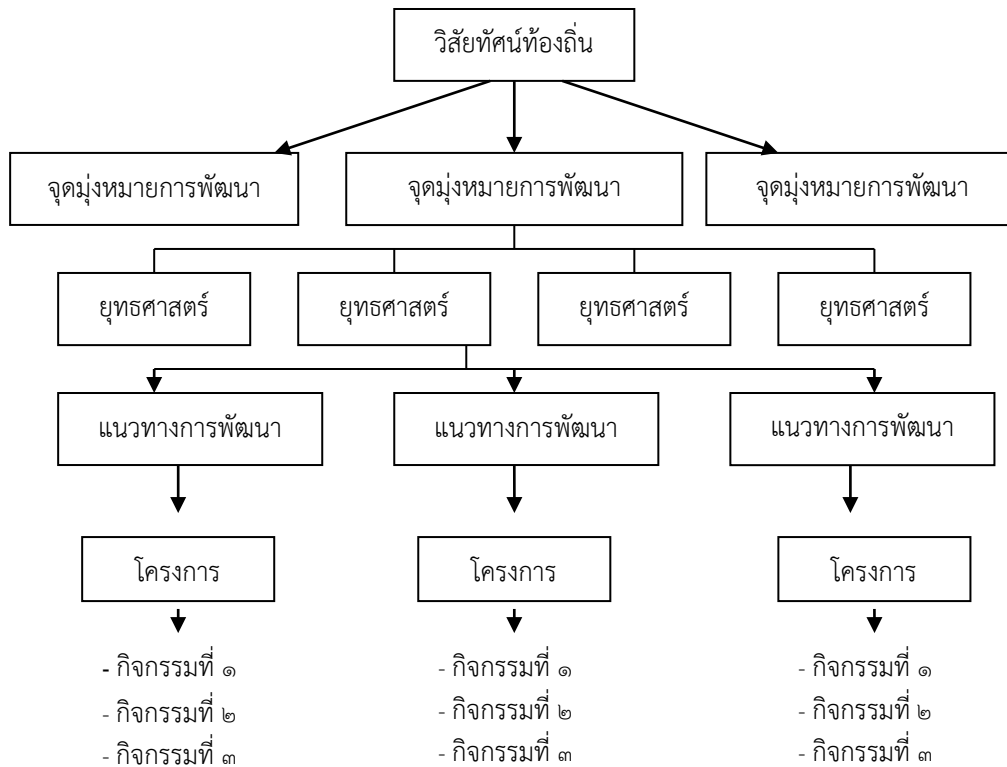 วิสัยทัศน์ท้องถิ่น
จุดมุ่งหมายการพัฒนา
จุดมุ่งหมายการพัฒนา
จุดมุ่งหมายการพัฒนา
ยุทธศาสตร์
ยุทธศาสตร์
ยุทธศาสตร์
ยุทธศาสตร์
แนวทางการพัฒนา
แนวทางการพัฒนา
แนวทางการพัฒนา
โครงการ
โครงการ
โครงการ
- กิจกรรมที่ ๑
- กิจกรรมที่ ๒
- กิจกรรมที่ ๓
- กิจกรรมที่ ๑
- กิจกรรมที่ ๒
- กิจกรรมที่ ๓
- กิจกรรมที่ ๑
- กิจกรรมที่ ๒
- กิจกรรมที่ ๓